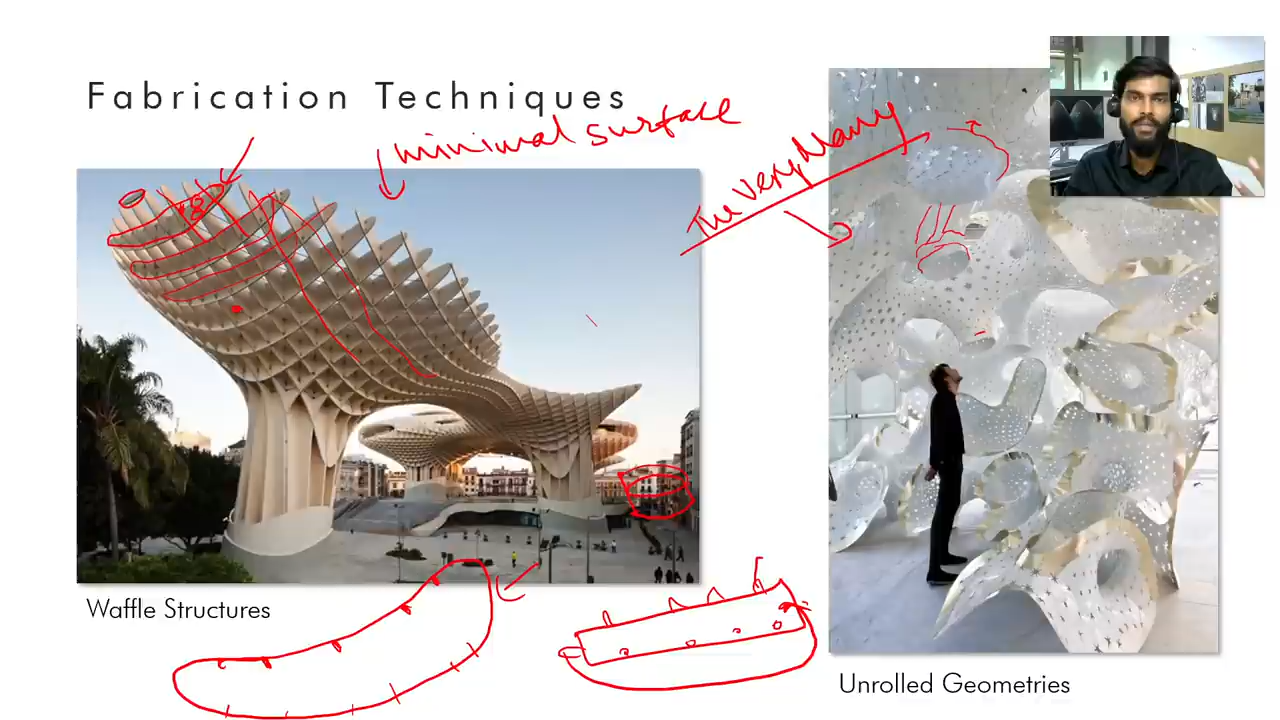 Fabrication Techniques
minimal surface
The Very Many
Waffle Structures
Unrolled Geometries